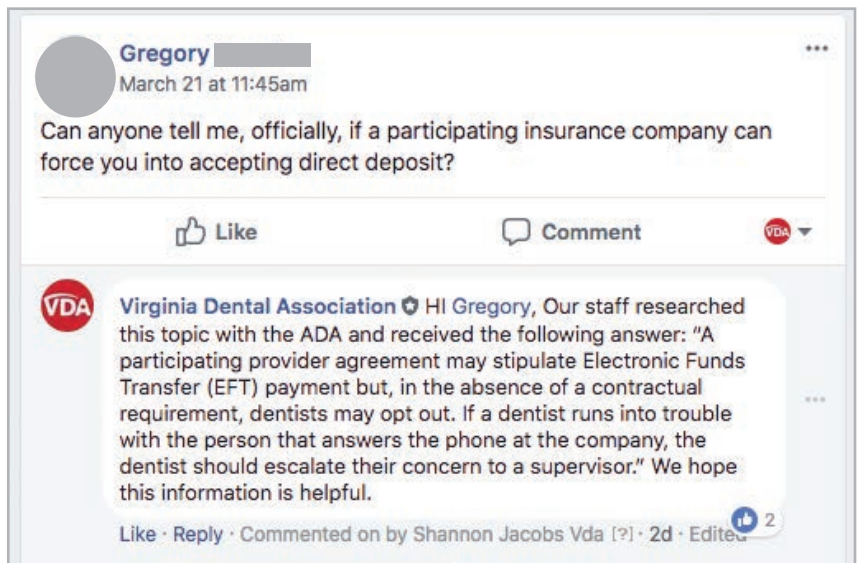 Gregory
March 21 at 11:45am
Can anyone tell me, officially, if a participating insurance company can
force you into accepting direct deposit?
Like
Comment
VDA
VDA
Virginia Dental Association HI Gregory, Our staff researched
this topic with the ADA and received the following answer: "A
participating provider agreement may stipulate Electronic Funds
Transfer (EFT) payment but, in the absence of a contractual
requirement, dentists may opt out. If a dentist runs into trouble
with the person that answers the phone at the company, the
dentist should escalate their concern to a supervisor." We hope
this information is helpful.
2
Like · Reply · Commented on by Shannon Jacobs Vda [?] · 2d · Edited